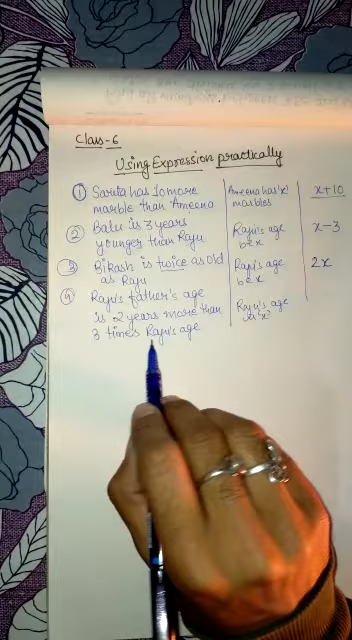 Class-6
Using Expression practically
① Sarita has 10 more Ameena has 'x' x+10
marble than Ameena marbles
② Balu is 3 years Raju's age x-3
younger than Raju be x
③ Bikash is twice as old Raju's age 2x
as Raju be x
④ Raju's father's age Raju's age
is 2 years more than 'x'
3 times Raju's age